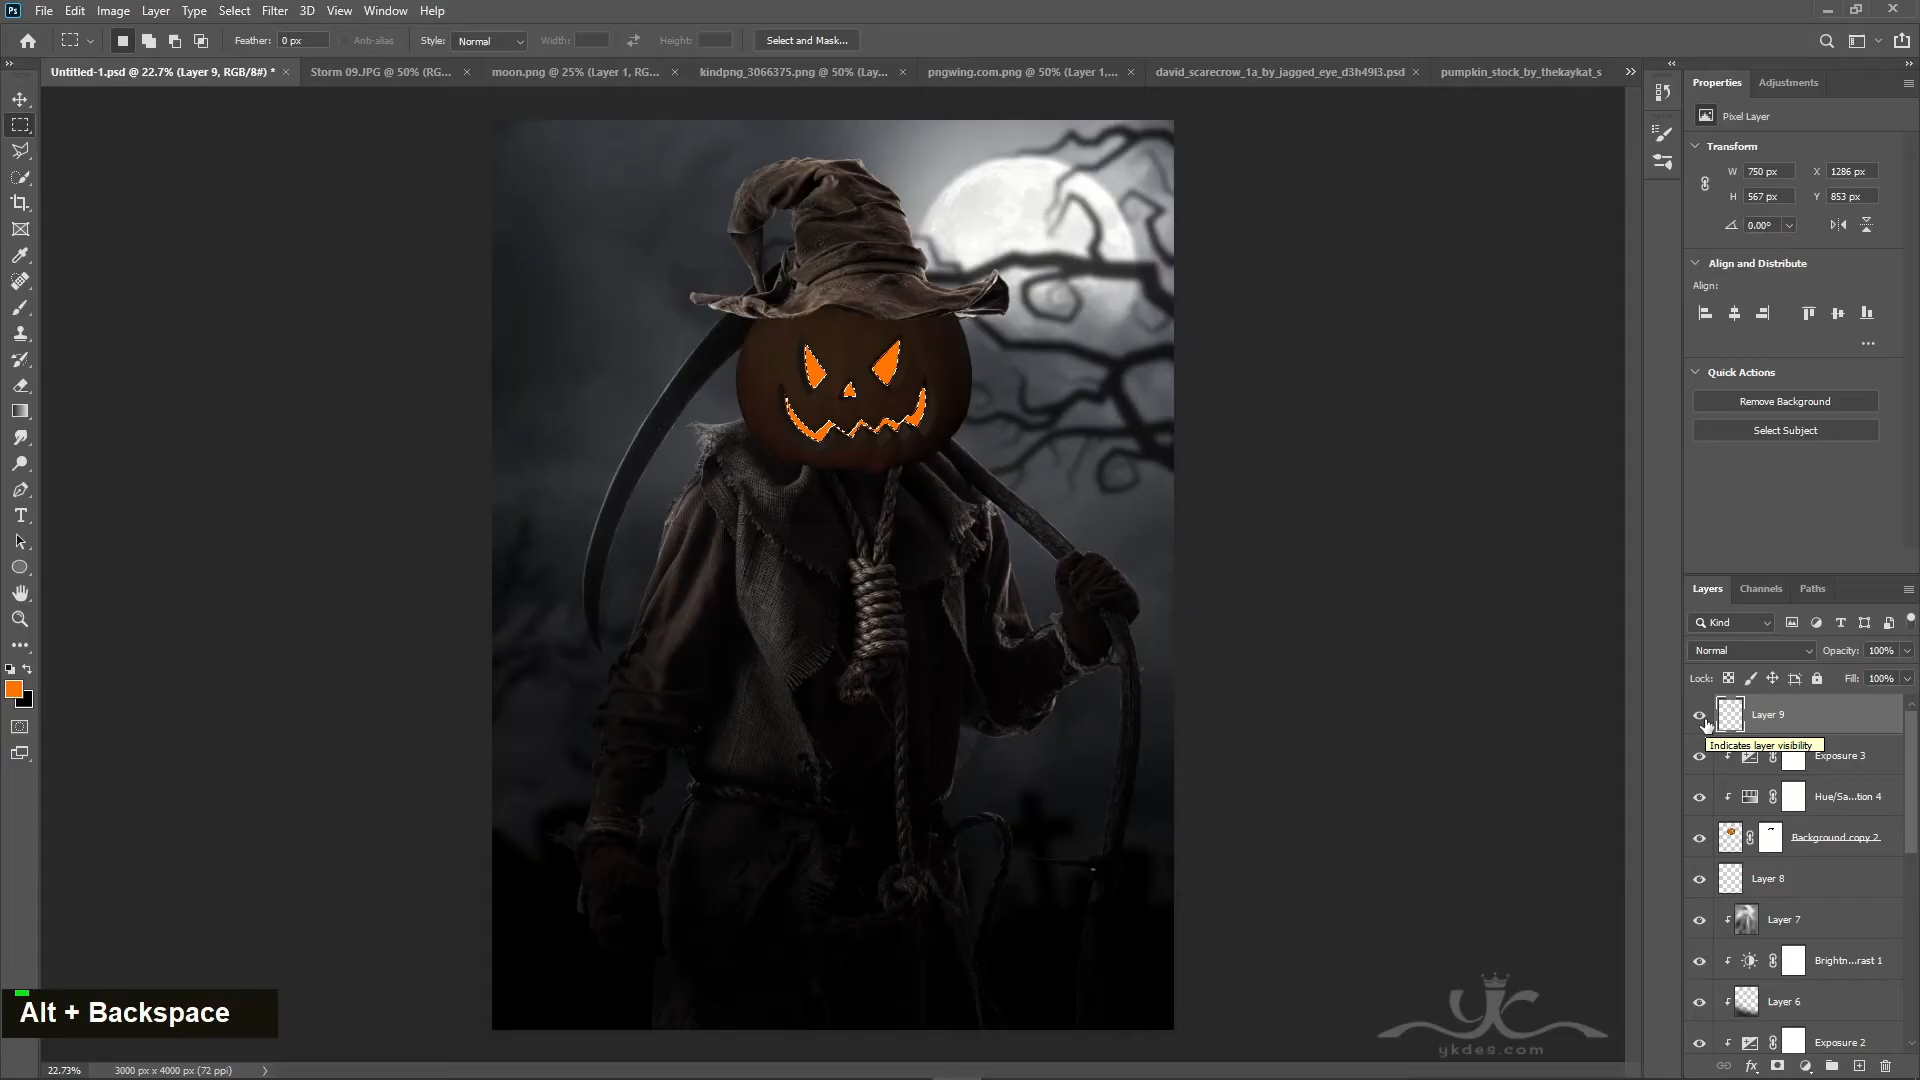 Ps File Edit Image Layer Type Select Filter 3D View Window Help
Feather: 0 px Anti-alias Style: Normal Width: Height: Select and Mask...
Untitled-1.psd @ 22.7% (Layer 9, RGB/8#) * × Storm 09.JPG @ 50% (RG... × moon.png @ 25% (Layer 1, RG... × kindpng_3066375.png @ 50% (Lay... × pngwing.com.png @ 50% (Layer 1,... × david_scarecrow_1a_by_jagged_eye_d3h49l3.psd × pumpkin_stock_by_thekaykat_s
Properties Adjustments
Pixel Layer
Transform
W 750 px X 1286 px
H 567 px Y 853 px
0.00°
Align and Distribute
Align:
Quick Actions
Remove Background
Select Subject
Layers Channels Paths
Kind
Normal Opacity: 100%
Lock: Fill: 100%
Layer 9
Indicates layer visibility
Exposure 3
Hue/Sa...tion 4
Background copy 2
Layer 8
Layer 7
Brightn...rast 1
Layer 6
Exposure 2
Alt + Backspace
yc
ykdes.com
22.73% 3000 px x 4000 px (72 ppi)